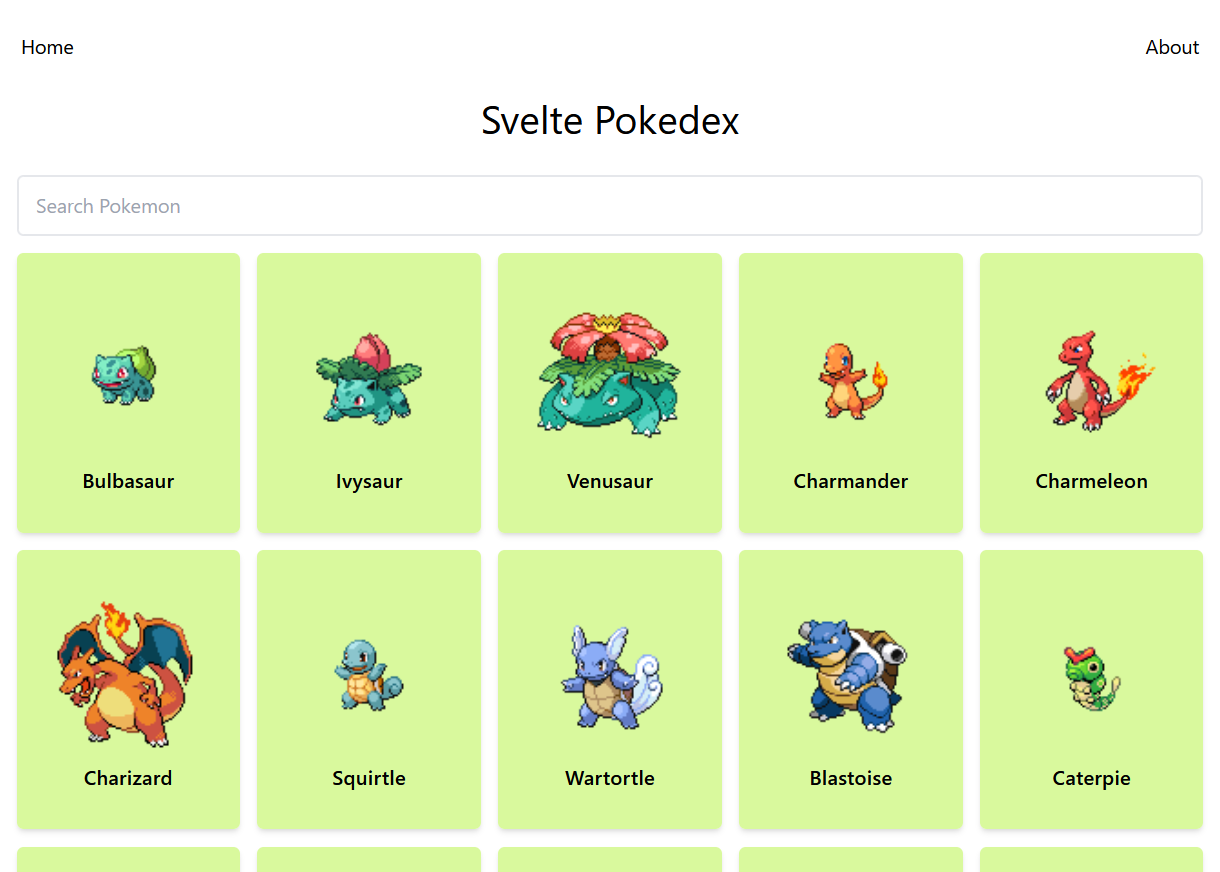 Home About
Svelte Pokedex
Search Pokemon
Bulbasaur Ivysaur Venusaur Charmander Charmeleon
Charizard Squirtle Wartortle Blastoise Caterpie